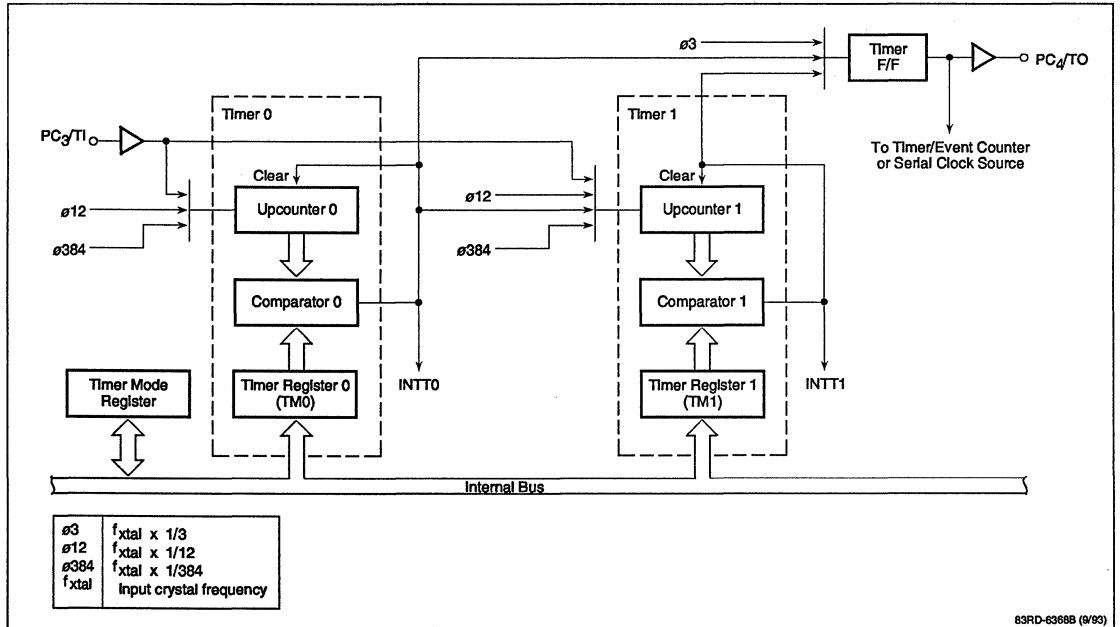 ø3
Timer
F/F
PC4/TO
To Timer/Event Counter
or Serial Clock Source
Timer 0
Timer 1
PC3/TI
Clear
Clear
ø12
Upcounter 0
ø12
Upcounter 1
ø384
ø384
Comparator 0
Comparator 1
Timer Mode
Register
Timer Register 0
(TM0)
INTT0
Timer Register 1
(TM1)
INTT1
Internal Bus
ø3 fxtal x 1/3
ø12 fxtal x 1/12
ø384 fxtal x 1/384
fxtal Input crystal frequency
83RD-6368B (9/93)